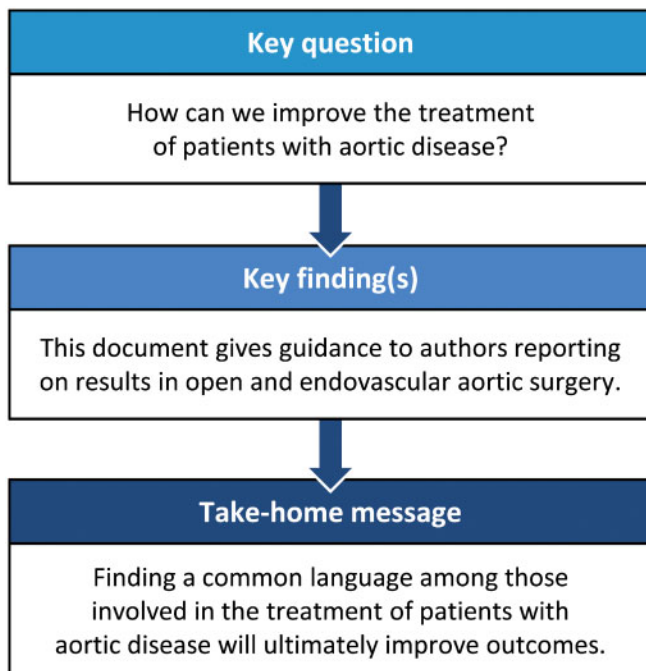 Key question
How can we improve the treatment
of patients with aortic disease?
Key finding(s)
This document gives guidance to authors reporting
on results in open and endovascular aortic surgery.
Take-home message
Finding a common language among those
involved in the treatment of patients with
aortic disease will ultimately improve outcomes.